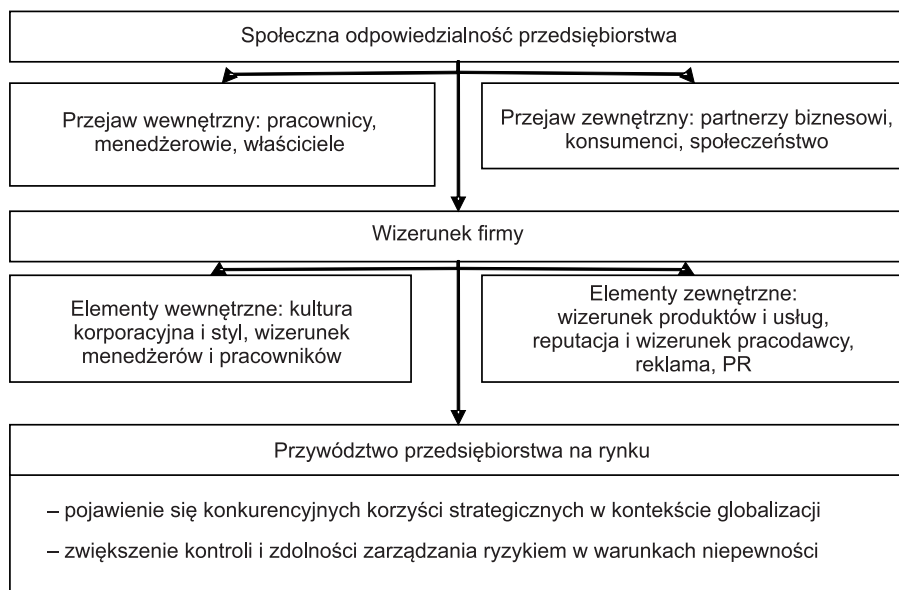 Społeczna odpowiedzialność przedsiębiorstwa
Przejaw wewnętrzny: pracownicy,
menedżerowie, właściciele
Przejaw zewnętrzny: partnerzy biznesowi,
konsumenci, społeczeństwo
Wizerunek firmy
Elementy wewnętrzne: kultura
korporacyjna i styl, wizerunek
menedżerów i pracowników
Elementy zewnętrzne:
wizerunek produktów i usług,
reputacja i wizerunek pracodawcy,
reklama, PR
Przywództwo przedsiębiorstwa na rynku
– pojawienie się konkurencyjnych korzyści strategicznych w kontekście globalizacji
– zwiększenie kontroli i zdolności zarządzania ryzykiem w warunkach niepewności